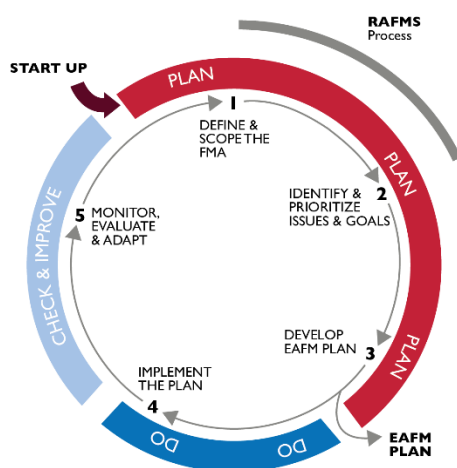 RAFMS
Process
START UP
PLAN
1
DEFINE &
SCOPE THE
FMA
PLAN
2
IDENTIFY &
PRIORITIZE
ISSUES & GOALS
5
MONITOR,
EVALUATE
& ADAPT
CHECK & IMPROVE
DEVELOP
EAFM PLAN
3
PLAN
IMPLEMENT
THE PLAN
4
DO
DO
EAFM
PLAN